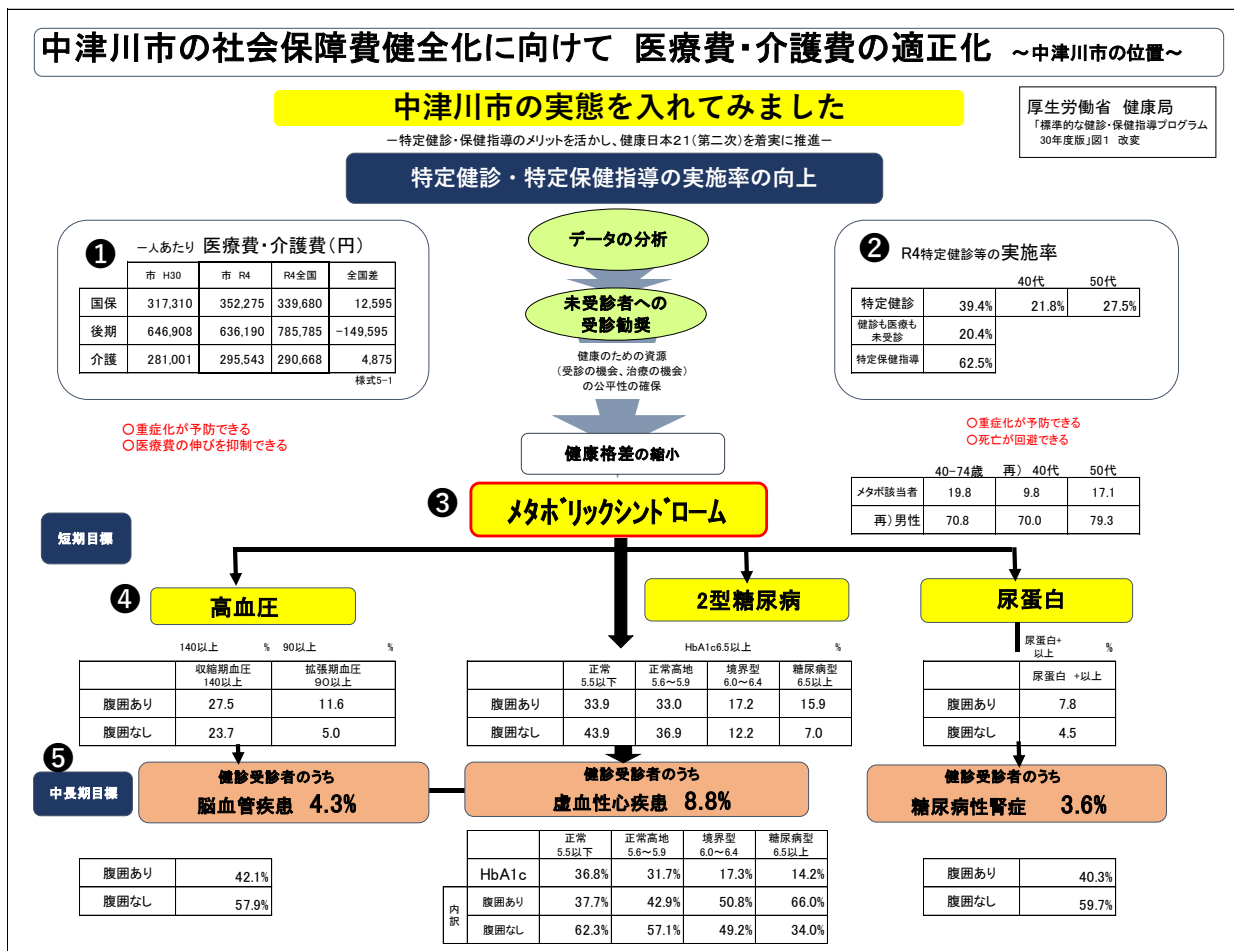 中津川市の社会保障費健全化に向けて 医療費・介護費の適正化 ～中津川市の位置～
中津川市の実態を入れてみました
－特定健診・保健指導のメリットを活かし、健康日本21(第二次)を着実に推進－
厚生労働省 健康局
「標準的な健診・保健指導プログラム
30年度版」図1 改変
特定健診・特定保健指導の実施率の向上
❶ 一人あたり 医療費・介護費(円)
市 H30 市 R4 R4全国 全国差
国保 317,310 352,275 339,680 12,595
後期 646,908 636,190 785,785 -149,595
介護 281,001 295,543 290,668 4,875
様式5-1
データの分析
未受診者への
受診勧奨
健康のための資源
(受診の機会、治療の機会)
の公平性の確保
健康格差の縮小
❷ R4特定健診等の実施率
40代 50代
特定健診 39.4% 21.8% 27.5%
健診も医療も
未受診 20.4%
特定保健指導 62.5%
○重症化が予防できる
○医療費の伸びを抑制できる
○重症化が予防できる
○死亡が回避できる
❸ メタボリックシンドローム
40-74歳 再) 40代 50代
メタボ該当者 19.8 9.8 17.1
再)男性 70.8 70.0 79.3
短期目標
❹ 高血圧
2型糖尿病
尿蛋白
140以上 % 90以上 %
収縮期血圧
140以上
拡張期血圧
90以上
腹囲あり 27.5 11.6
腹囲なし 23.7 5.0
HbA1c6.5以上 %
正常
5.5以下
正常高地
5.6～5.9
境界型
6.0～6.4
糖尿病型
6.5以上
腹囲あり 33.9 33.0 17.2 15.9
腹囲なし 43.9 36.9 12.2 7.0
尿蛋白+
以上 %
尿蛋白 +以上
腹囲あり 7.8
腹囲なし 4.5
❺
中長期目標
健診受診者のうち
脳血管疾患 4.3%
健診受診者のうち
虚血性心疾患 8.8%
健診受診者のうち
糖尿病性腎症 3.6%
腹囲あり 42.1%
腹囲なし 57.9%
正常
5.5以下
正常高地
5.6～5.9
境界型
6.0～6.4
糖尿病型
6.5以上
HbA1c 36.8% 31.7% 17.3% 14.2%
内訳
腹囲あり 37.7% 42.9% 50.8% 66.0%
腹囲なし 62.3% 57.1% 49.2% 34.0%
腹囲あり 40.3%
腹囲なし 59.7%